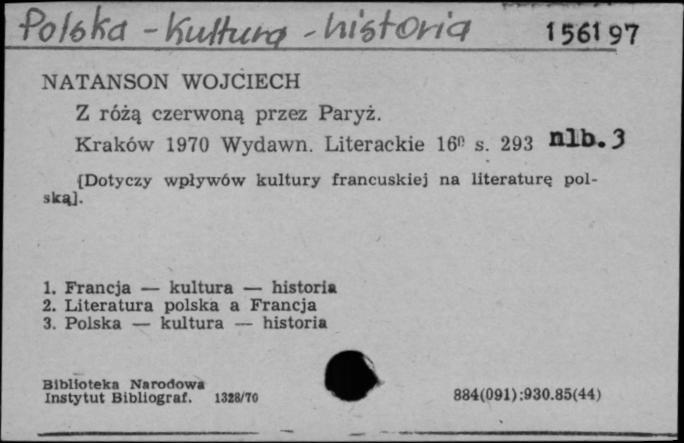 Polska - kultura - historia 156197
NATANSON WOJCIECH
Z różą czerwoną przez Paryż.
Kraków 1970 Wydawn. Literackie 16⁰ s. 293 nlb. 3
[Dotyczy wpływów kultury francuskiej na literaturę pol-
ską].
1. Francja — kultura — historia
2. Literatura polska a Francja
3. Polska — kultura — historia
Biblioteka Narodowa
Instytut Bibliograf. 1328/70 884(091):930.85(44)